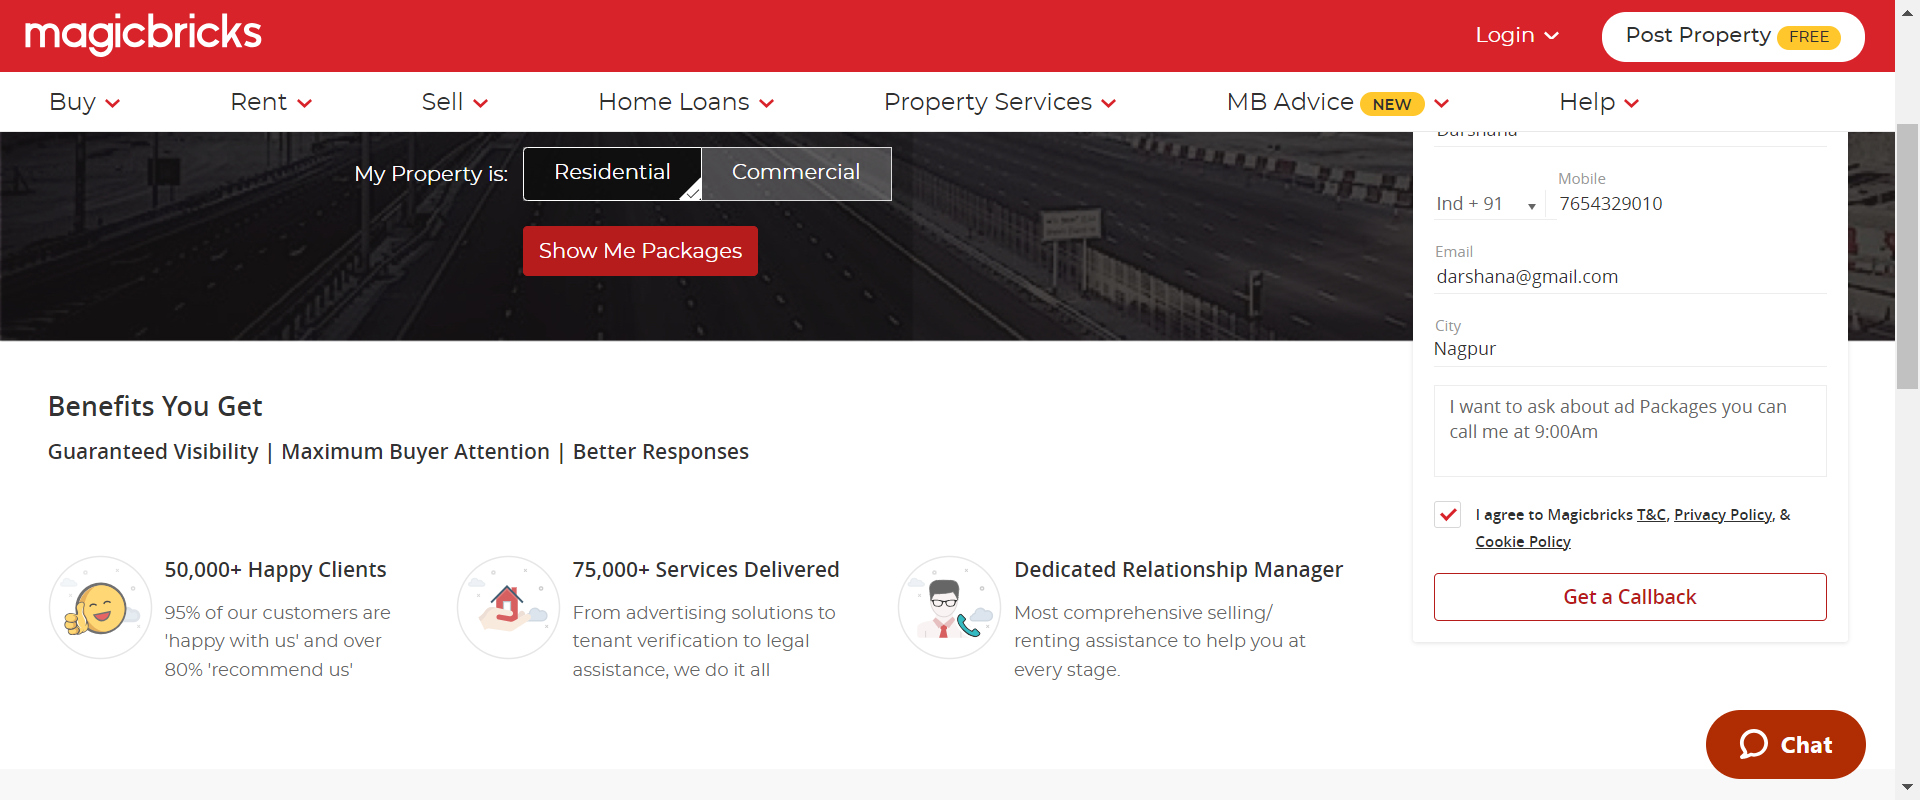 magicbricks
Login
Post Property FREE
Buy
Rent
Sell
Home Loans
Property Services
MB Advice NEW
Help
My Property is:
Residential
Commercial
Show Me Packages
Darshana
Mobile
Ind + 91
7654329010
Email
darshana@gmail.com
City
Nagpur
I want to ask about ad Packages you can
call me at 9:00Am
I agree to Magicbricks T&C, Privacy Policy, &
Cookie Policy
Get a Callback
Benefits You Get
Guaranteed Visibility | Maximum Buyer Attention | Better Responses
50,000+ Happy Clients
95% of our customers are
'happy with us' and over
80% 'recommend us'
75,000+ Services Delivered
From advertising solutions to
tenant verification to legal
assistance, we do it all
Dedicated Relationship Manager
Most comprehensive selling/
renting assistance to help you at
every stage.
Chat